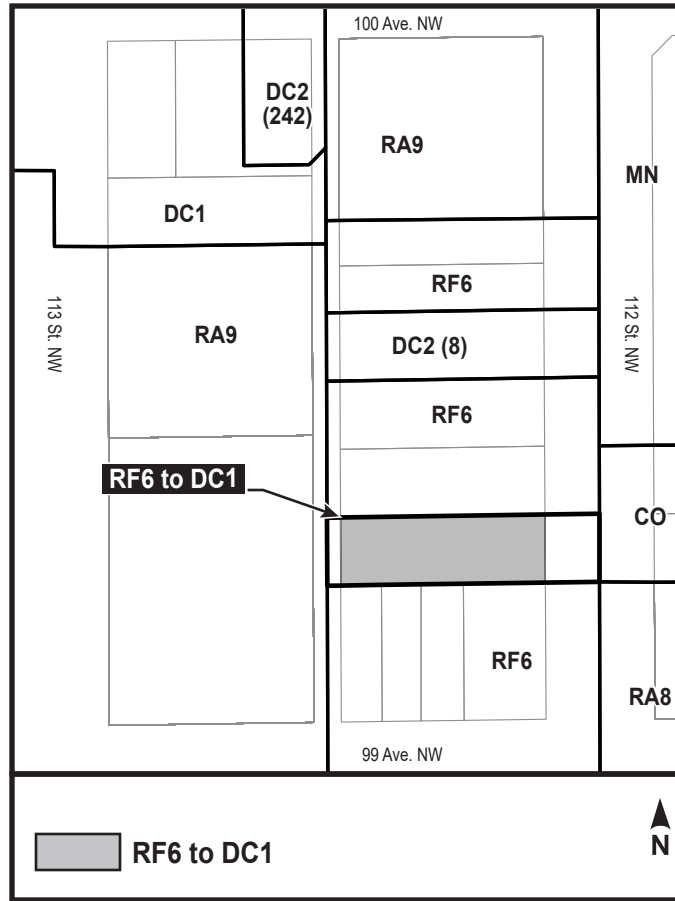 100 Ave. NW
DC2
(242)
RA9
MN
DC1
RF6
113 St. NW
RA9
DC2 (8)
112 St. NW
RF6
RF6 to DC1
CO
RF6
RA8
99 Ave. NW
RF6 to DC1
N